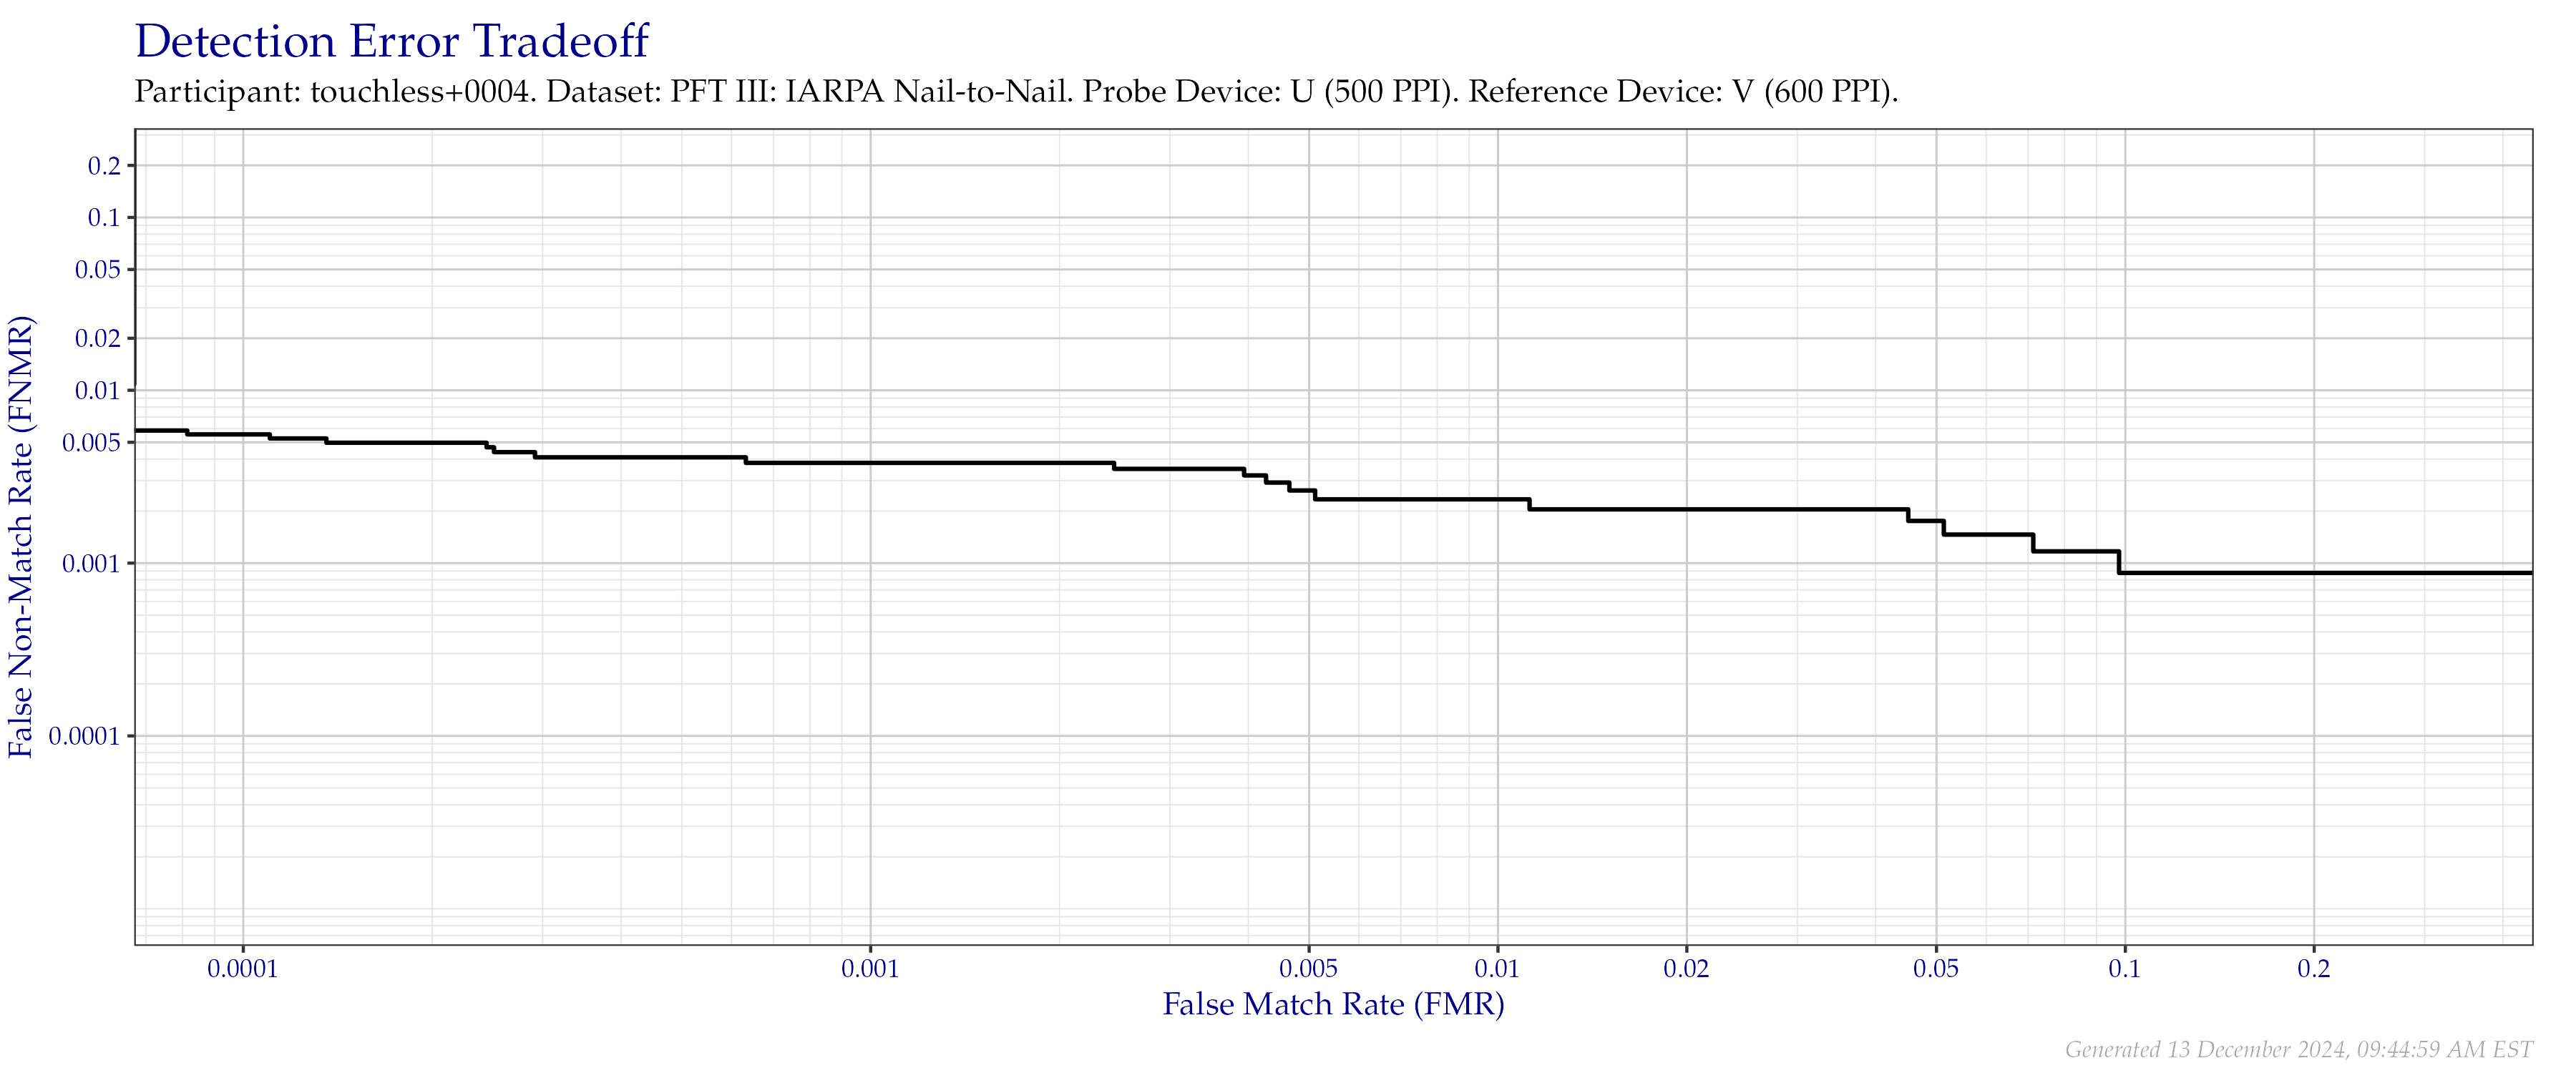 Detection Error Tradeoff
Participant: touchless+0004. Dataset: PFT III: IARPA Nail-to-Nail. Probe Device: U (500 PPI). Reference Device: V (600 PPI).
False Non-Match Rate (FNMR)
0.2
0.1
0.05
0.02
0.01
0.005
0.001
0.0001
0.0001 0.001 0.005 0.01 0.02 0.05 0.1 0.2
False Match Rate (FMR)
Generated 13 December 2024, 09:44:59 AM EST